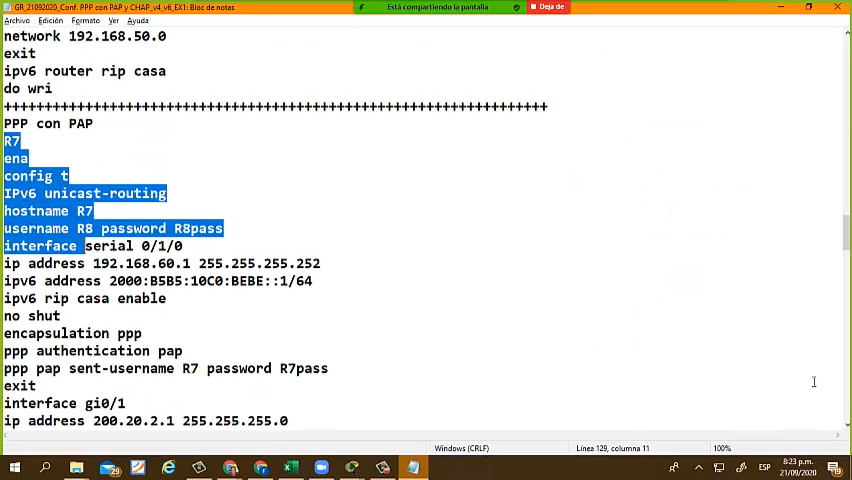 GR_21092020_Conf. PPP con PAP y CHAP_v4_v6_EX1: Bloc de notas
Está compartiendo la pantalla
Deja de
Archivo Edición Formato Ver Ayuda
network 192.168.50.0
exit
ipv6 router rip casa
do wri
+++++++++++++++++++++++++++++++++++++++++++++++++++++++++++++++++++
PPP con PAP
R7
ena
config t
IPv6 unicast-routing
hostname R7
username R8 password R8pass
interface serial 0/1/0
ip address 192.168.60.1 255.255.255.252
ipv6 address 2000:B5B5:10C0:BEBE::1/64
ipv6 rip casa enable
no shut
encapsulation ppp
ppp authentication pap
ppp pap sent-username R7 password R7pass
exit
interface gi0/1
ip address 200.20.2.1 255.255.255.0
Windows (CRLF) Línea 129, columna 11 100%
29
ESP
8:23 p.m.
21/09/2020
19